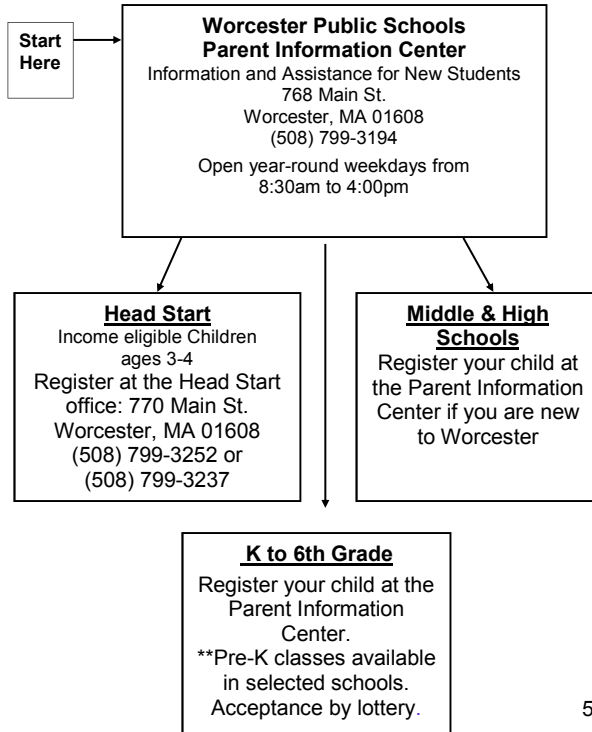 Start
Here
Worcester Public Schools
Parent Information Center
Information and Assistance for New Students
768 Main St.
Worcester, MA 01608
(508) 799-3194
Open year-round weekdays from
8:30am to 4:00pm
Head Start
Income eligible Children
ages 3-4
Register at the Head Start
office: 770 Main St.
Worcester, MA 01608
(508) 799-3252 or
(508) 799-3237
Middle & High
Schools
Register your child at
the Parent Information
Center if you are new
to Worcester
K to 6th Grade
Register your child at the
Parent Information
Center.
**Pre-K classes available
in selected schools.
Acceptance by lottery.
5